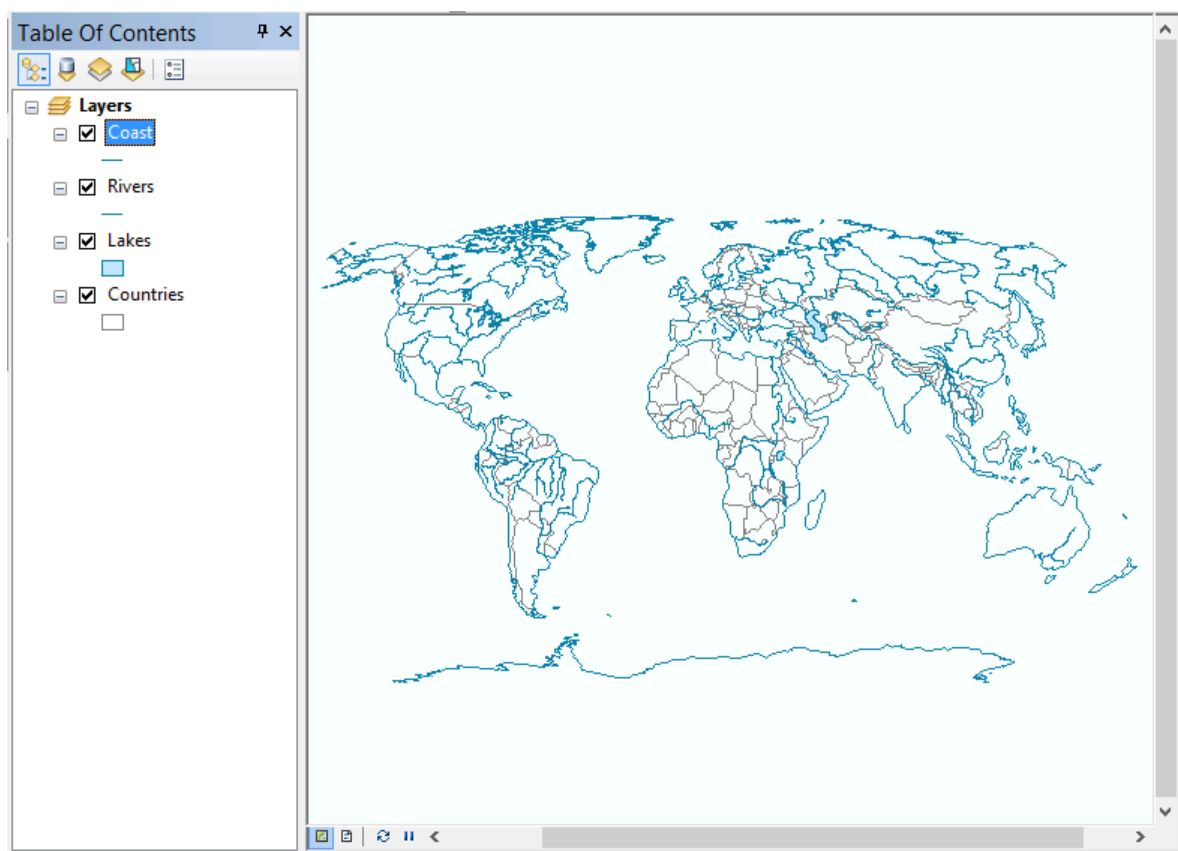 Table Of Contents
Layers
Coast
Rivers
Lakes
Countries